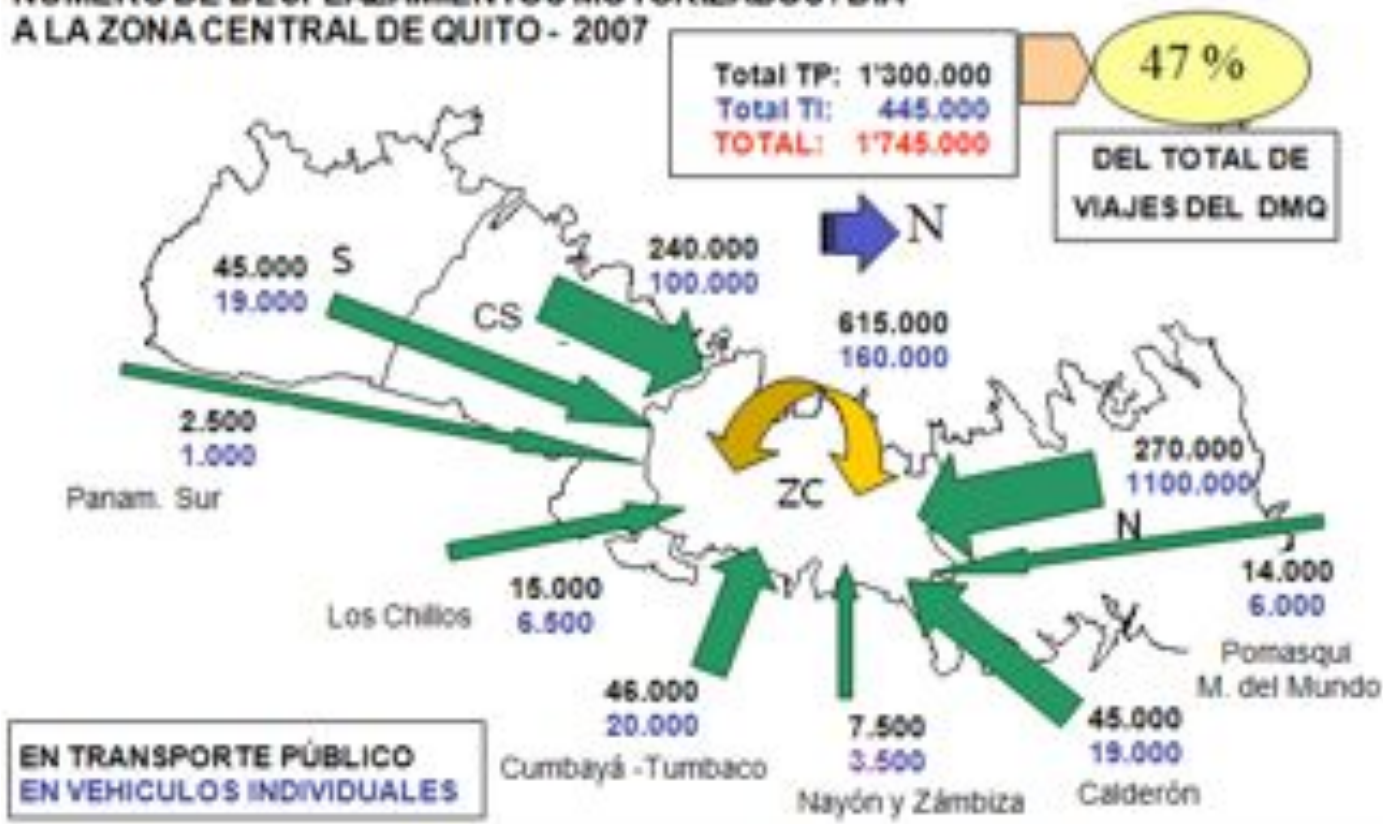 A LA ZONA CENTRAL DE QUITO - 2007
Total TP: 1'300.000
Total TI: 445.000
TOTAL: 1'745.000
47 %
DEL TOTAL DE
VIAJES DEL DMQ
N
45.000
19.000
S
CS
240.000
100.000
615.000
160.000
2.500
1.000
Panam. Sur
ZC
270.000
1100.000
N
15.000
6.500
Los Chillos
14.000
6.000
Pomasqui
M. del Mundo
46.000
20.000
Cumbayá -Tumbaco
7.500
3.500
Nayón y Zámbiza
45.000
19.000
Calderón
EN TRANSPORTE PÚBLICO
EN VEHICULOS INDIVIDUALES